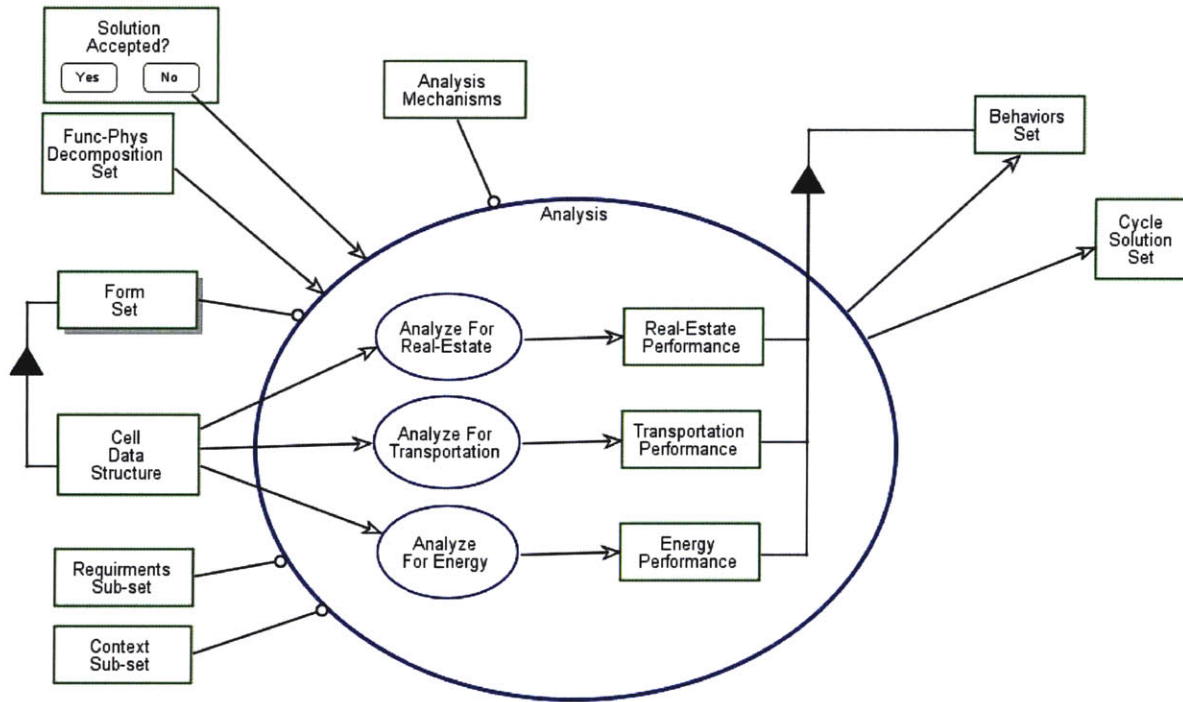 Solution
Accepted?
Yes
No
Func-Phys
Decomposition
Set
Analysis
Mechanisms
Behaviors
Set
Cycle
Solution
Set
Analysis
Form
Set
Analyze For
Real-Estate
Real-Estate
Performance
Cell
Data
Structure
Analyze For
Transportation
Transportation
Performance
Analyze
For Energy
Energy
Performance
Requirments
Sub-set
Context
Sub-set